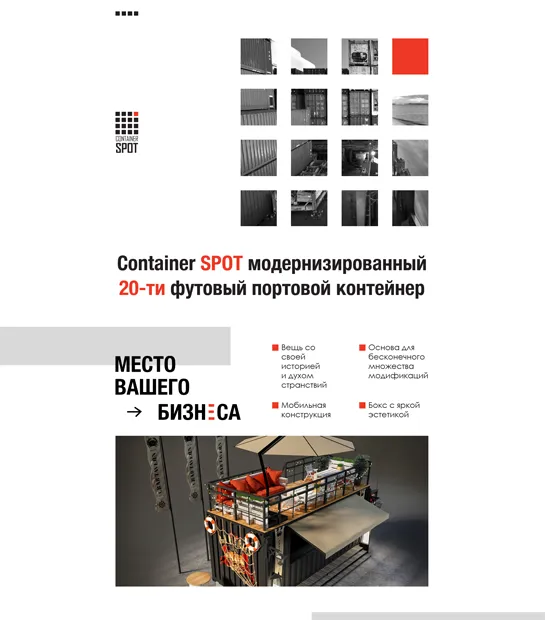 CONTAINER
SPOT
Container SPOT модернизированный
20-ти футовый портовой контейнер
МЕСТО
ВАШЕГО
→ БИЗНЕСА
Вещь со
своей
историей
и духом
странствий
Мобильная
конструкция
Основа для
бесконечного
множества
модификаций
Бокс с яркой
эстетикой